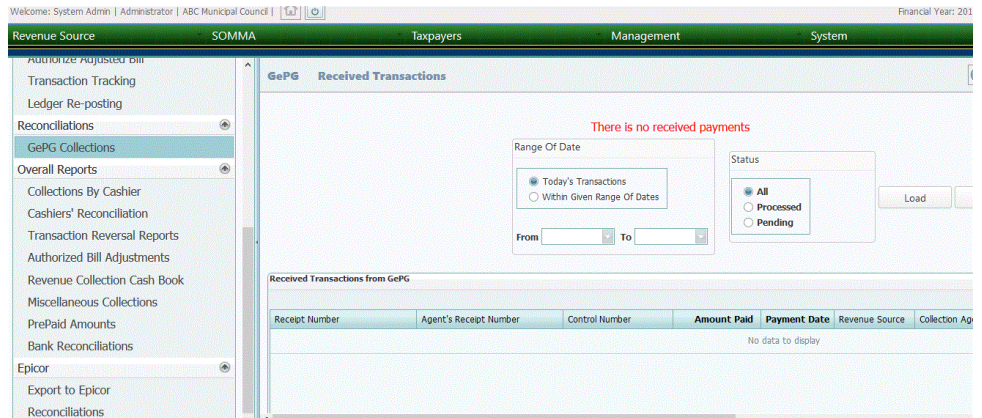 Welcome: System Admin | Administrator | ABC Municipal Council |
Financial Year: 201
Revenue Source SOMMA Taxpayers Management System
Authorize Adjusted Bill
Transaction Tracking
Ledger Re-posting
Reconciliations
GePG Collections
Overall Reports
Collections By Cashier
Cashiers' Reconciliation
Transaction Reversal Reports
Authorized Bill Adjustments
Revenue Collection Cash Book
Miscellaneous Collections
PrePaid Amounts
Bank Reconciliations
Epicor
Export to Epicor
Reconciliations
GePG Received Transactions
There is no received payments
Range Of Date
Today's Transactions
Within Given Range Of Dates
From To
Status
All
Processed
Pending
Load
Received Transactions from GePG
Receipt Number Agent's Receipt Number Control Number Amount Paid Payment Date Revenue Source Collection Age
No data to display